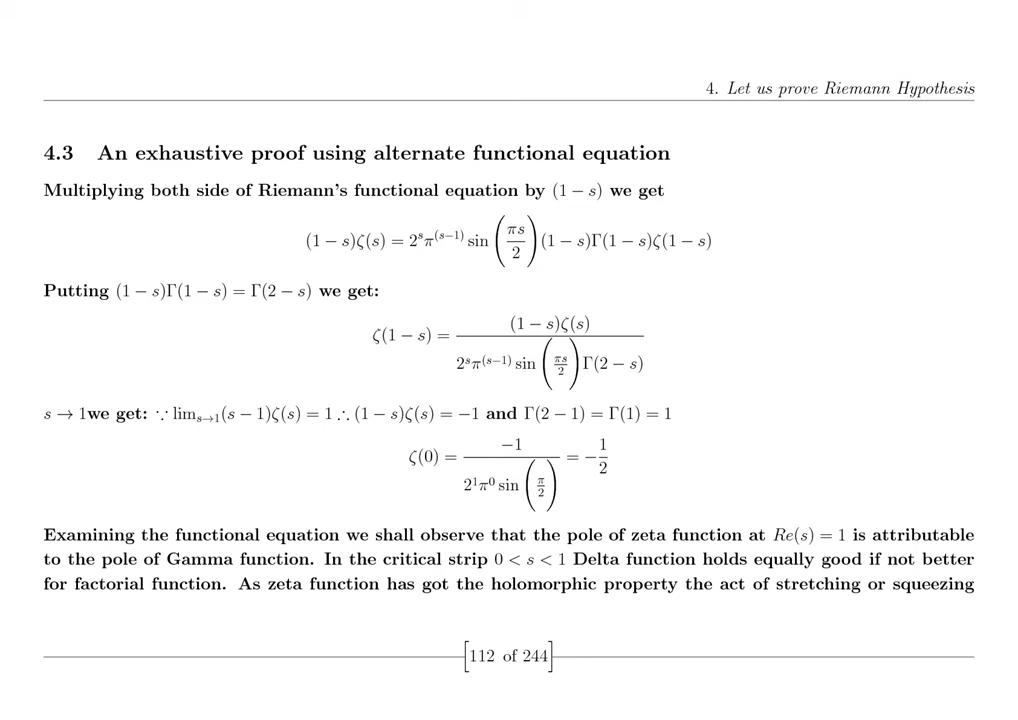 4. Let us prove Riemann Hypothesis
4.3 An exhaustive proof using alternate functional equation
Multiplying both side of Riemann's functional equation by (1 − s) we get
(1 − s)ζ(s) = 2^s π^(s−1) sin(πs/2)(1 − s)Γ(1 − s)ζ(1 − s)
Putting (1 − s)Γ(1 − s) = Γ(2 − s) we get:
ζ(1 − s) = (1 − s)ζ(s) / 2^s π^(s−1) sin(πs/2)Γ(2 − s)
s → 1we get: ∵ lim_{s→1}(s − 1)ζ(s) = 1 ∴ (1 − s)ζ(s) = −1 and Γ(2 − 1) = Γ(1) = 1
ζ(0) = −1 / 2^1 π^0 sin(π/2) = −1/2
Examining the functional equation we shall observe that the pole of zeta function at Re(s) = 1 is attributable
to the pole of Gamma function. In the critical strip 0 < s < 1 Delta function holds equally good if not better
for factorial function. As zeta function has got the holomorphic property the act of stretching or squeezing
[112 of 244]